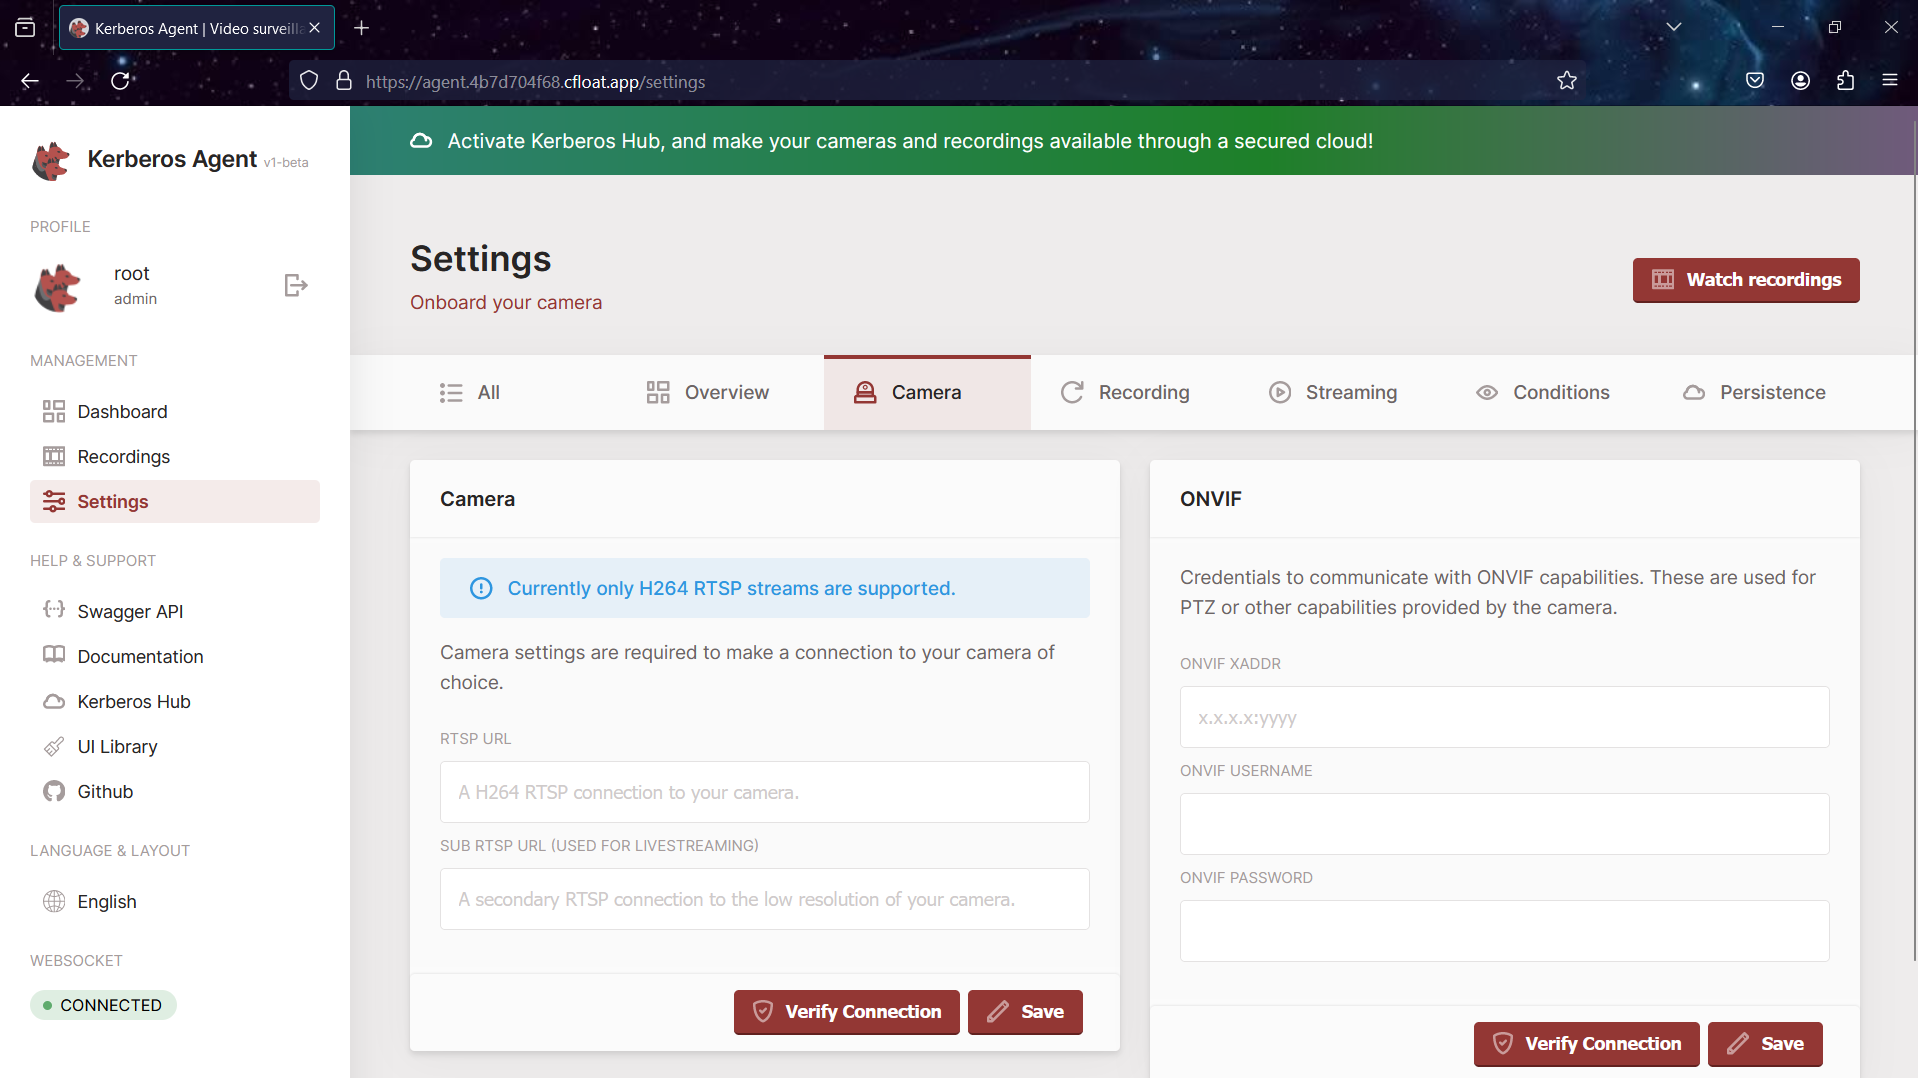 Kerberos Agent | Video surveilla
https://agent.4b7d704f68.cfloat.app/settings
Kerberos Agent v1-beta
PROFILE
root
admin
MANAGEMENT
Dashboard
Recordings
Settings
HELP & SUPPORT
Swagger API
Documentation
Kerberos Hub
UI Library
Github
LANGUAGE & LAYOUT
English
WEBSOCKET
CONNECTED
Activate Kerberos Hub, and make your cameras and recordings available through a secured cloud!
Settings
Onboard your camera
Watch recordings
All
Overview
Camera
Recording
Streaming
Conditions
Persistence
Camera
Currently only H264 RTSP streams are supported.
Camera settings are required to make a connection to your camera of
choice.
RTSP URL
A H264 RTSP connection to your camera.
SUB RTSP URL (USED FOR LIVESTREAMING)
A secondary RTSP connection to the low resolution of your camera.
Verify Connection
Save
ONVIF
Credentials to communicate with ONVIF capabilities. These are used for
PTZ or other capabilities provided by the camera.
ONVIF XADDR
x.x.x.x:yyyy
ONVIF USERNAME
ONVIF PASSWORD
Verify Connection
Save